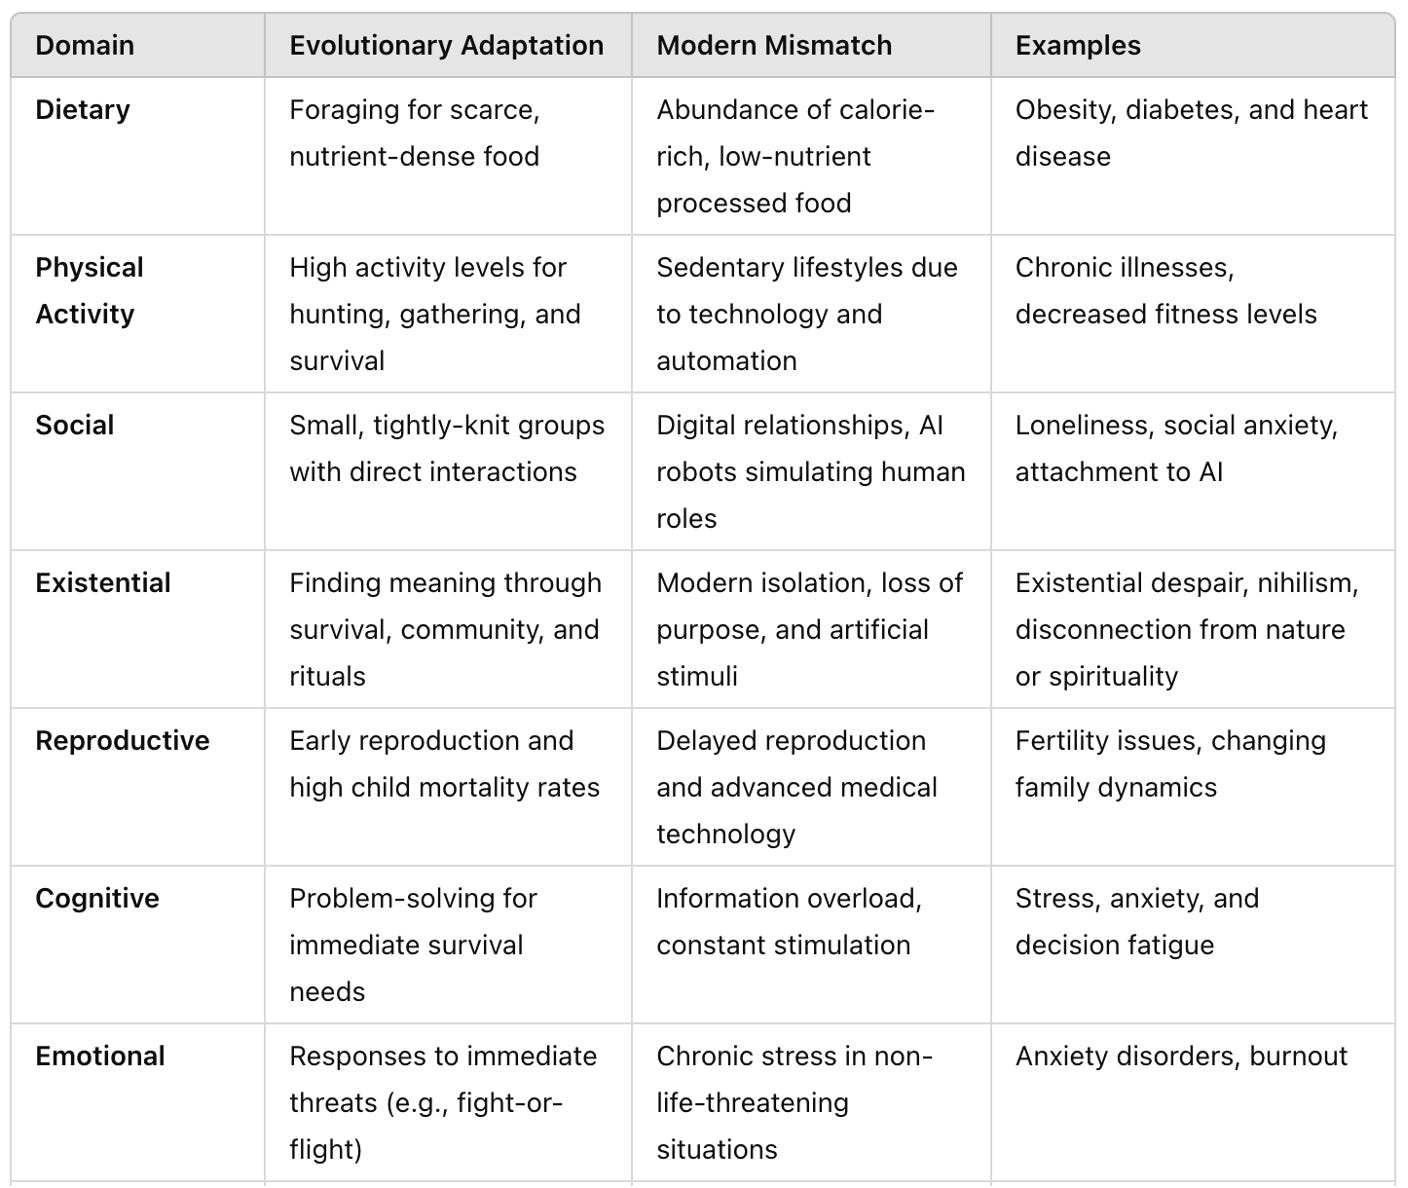 Domain Evolutionary Adaptation Modern Mismatch Examples
Dietary Foraging for scarce, Abundance of calorie- Obesity, diabetes, and heart
nutrient-dense food rich, low-nutrient disease
processed food
Physical High activity levels for Sedentary lifestyles due Chronic illnesses,
Activity hunting, gathering, and to technology and decreased fitness levels
survival automation
Social Small, tightly-knit groups Digital relationships, AI Loneliness, social anxiety,
with direct interactions robots simulating human attachment to AI
roles
Existential Finding meaning through Modern isolation, loss of Existential despair, nihilism,
survival, community, and purpose, and artificial disconnection from nature
rituals stimuli or spirituality
Reproductive Early reproduction and Delayed reproduction Fertility issues, changing
high child mortality rates and advanced medical family dynamics
technology
Cognitive Problem-solving for Information overload, Stress, anxiety, and
immediate survival constant stimulation decision fatigue
needs
Emotional Responses to immediate Chronic stress in non- Anxiety disorders, burnout
threats (e.g., fight-or- life-threatening
flight) situations